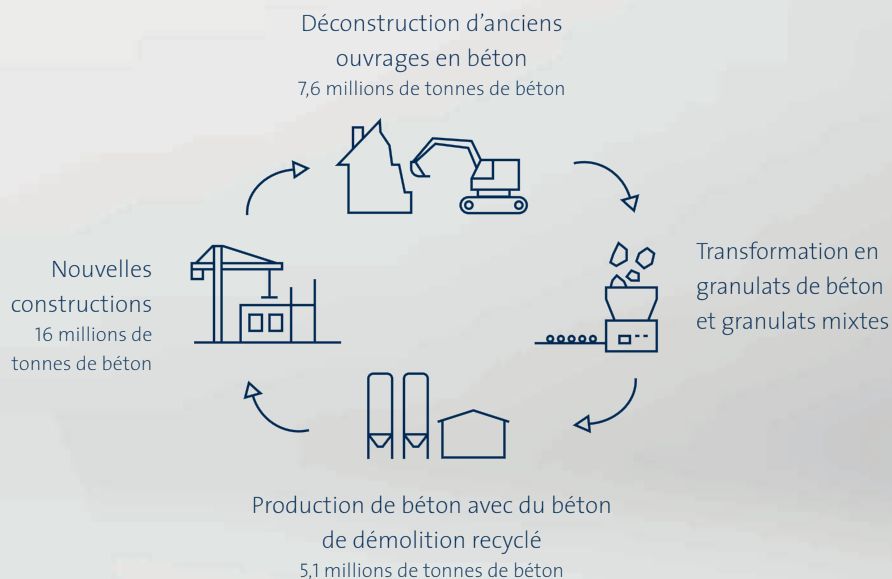 Déconstruction d’anciens
ouvrages en béton
7,6 millions de tonnes de béton
Transformation en
granulats de béton
et granulats mixtes
Nouvelles
constructions
16 millions de
tonnes de béton
Production de béton avec du béton
de démolition recyclé
5,1 millions de tonnes de béton